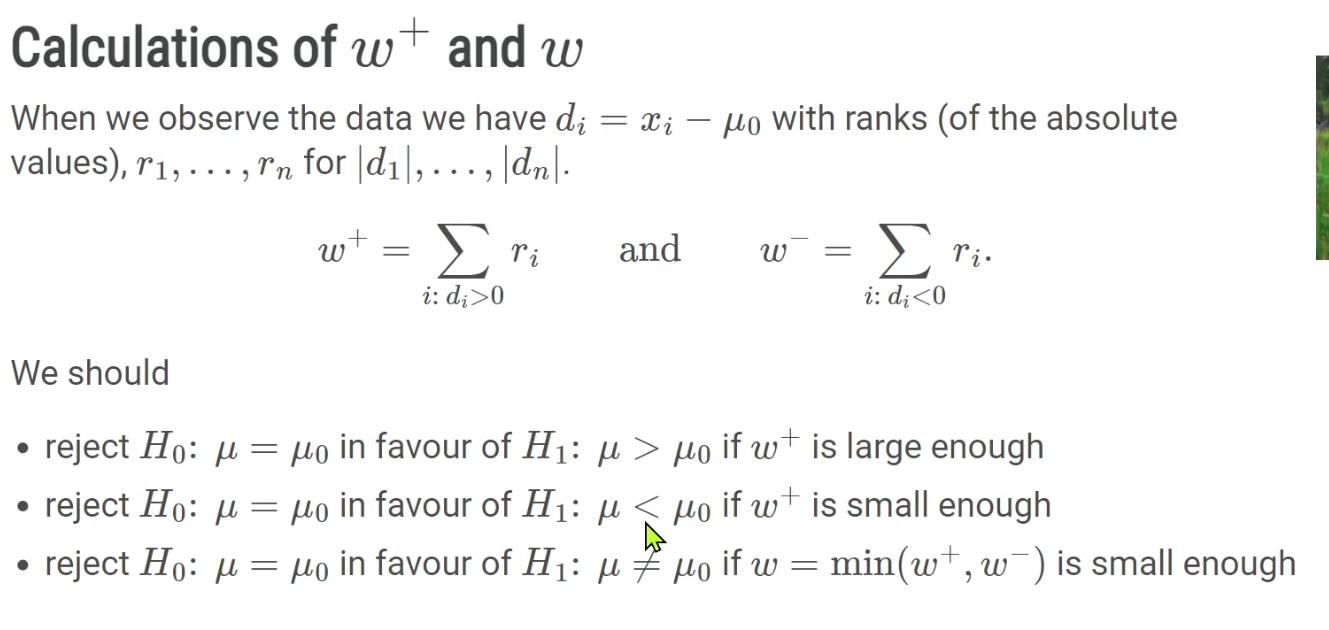 Calculations of w⁺ and w
When we observe the data we have dᵢ = xᵢ − μ₀ with ranks (of the absolute
values), r₁, . . . , rₙ for |d₁|, . . . , |dₙ|.
w⁺ = ∑_{i: dᵢ>0} rᵢ and w⁻ = ∑_{i: dᵢ<0} rᵢ.
We should
• reject H₀: μ = μ₀ in favour of H₁: μ > μ₀ if w⁺ is large enough
• reject H₀: μ = μ₀ in favour of H₁: μ < μ₀ if w⁺ is small enough
• reject H₀: μ = μ₀ in favour of H₁: μ ≠ μ₀ if w = min(w⁺, w⁻) is small enough